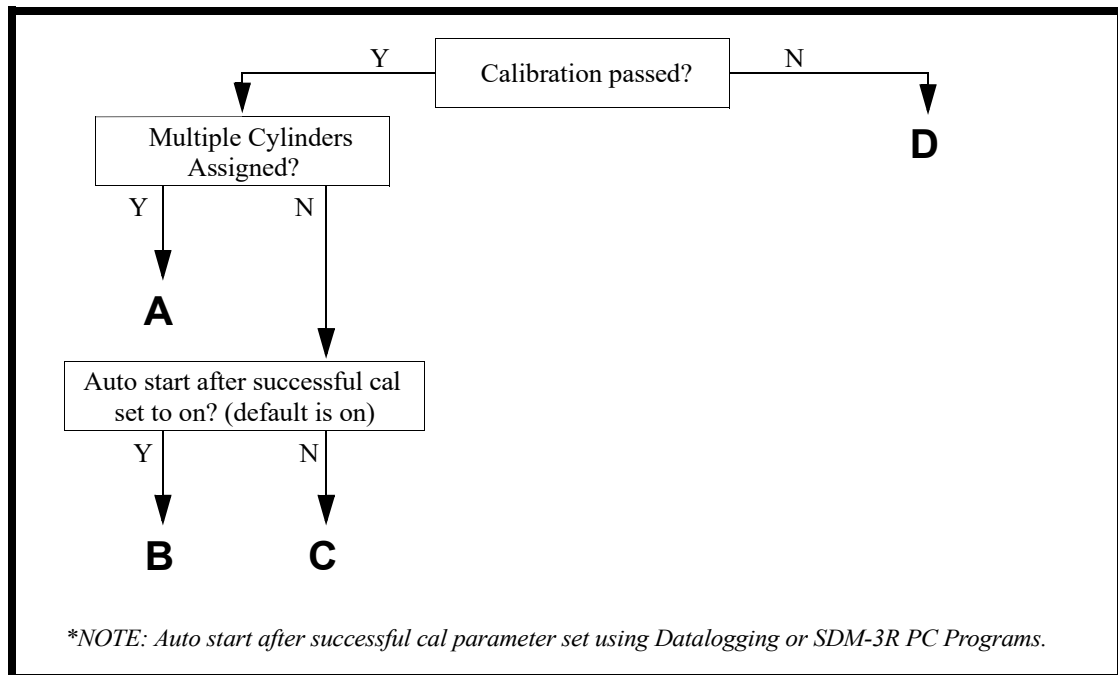 Y
Calibration passed?
N
Multiple Cylinders
Assigned?
D
Y
N
A
Auto start after successful cal
set to on? (default is on)
Y
N
B
C
*NOTE: Auto start after successful cal parameter set using Datalogging or SDM-3R PC Programs.